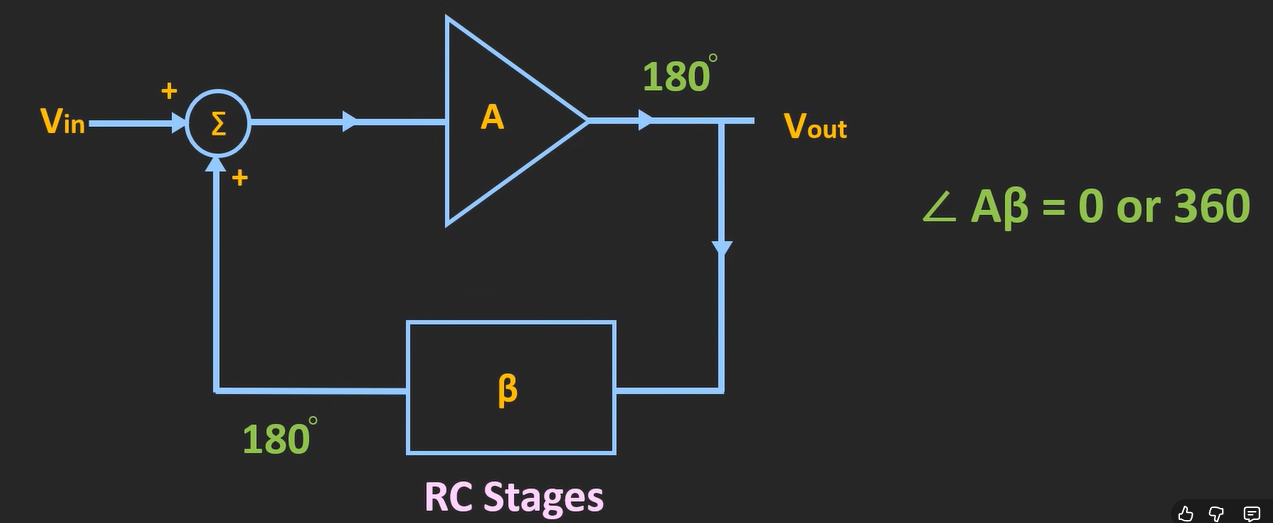 180°
+
Vin
Σ
A
Vout
+
∠ Aβ = 0 or 360
β
180°
RC Stages